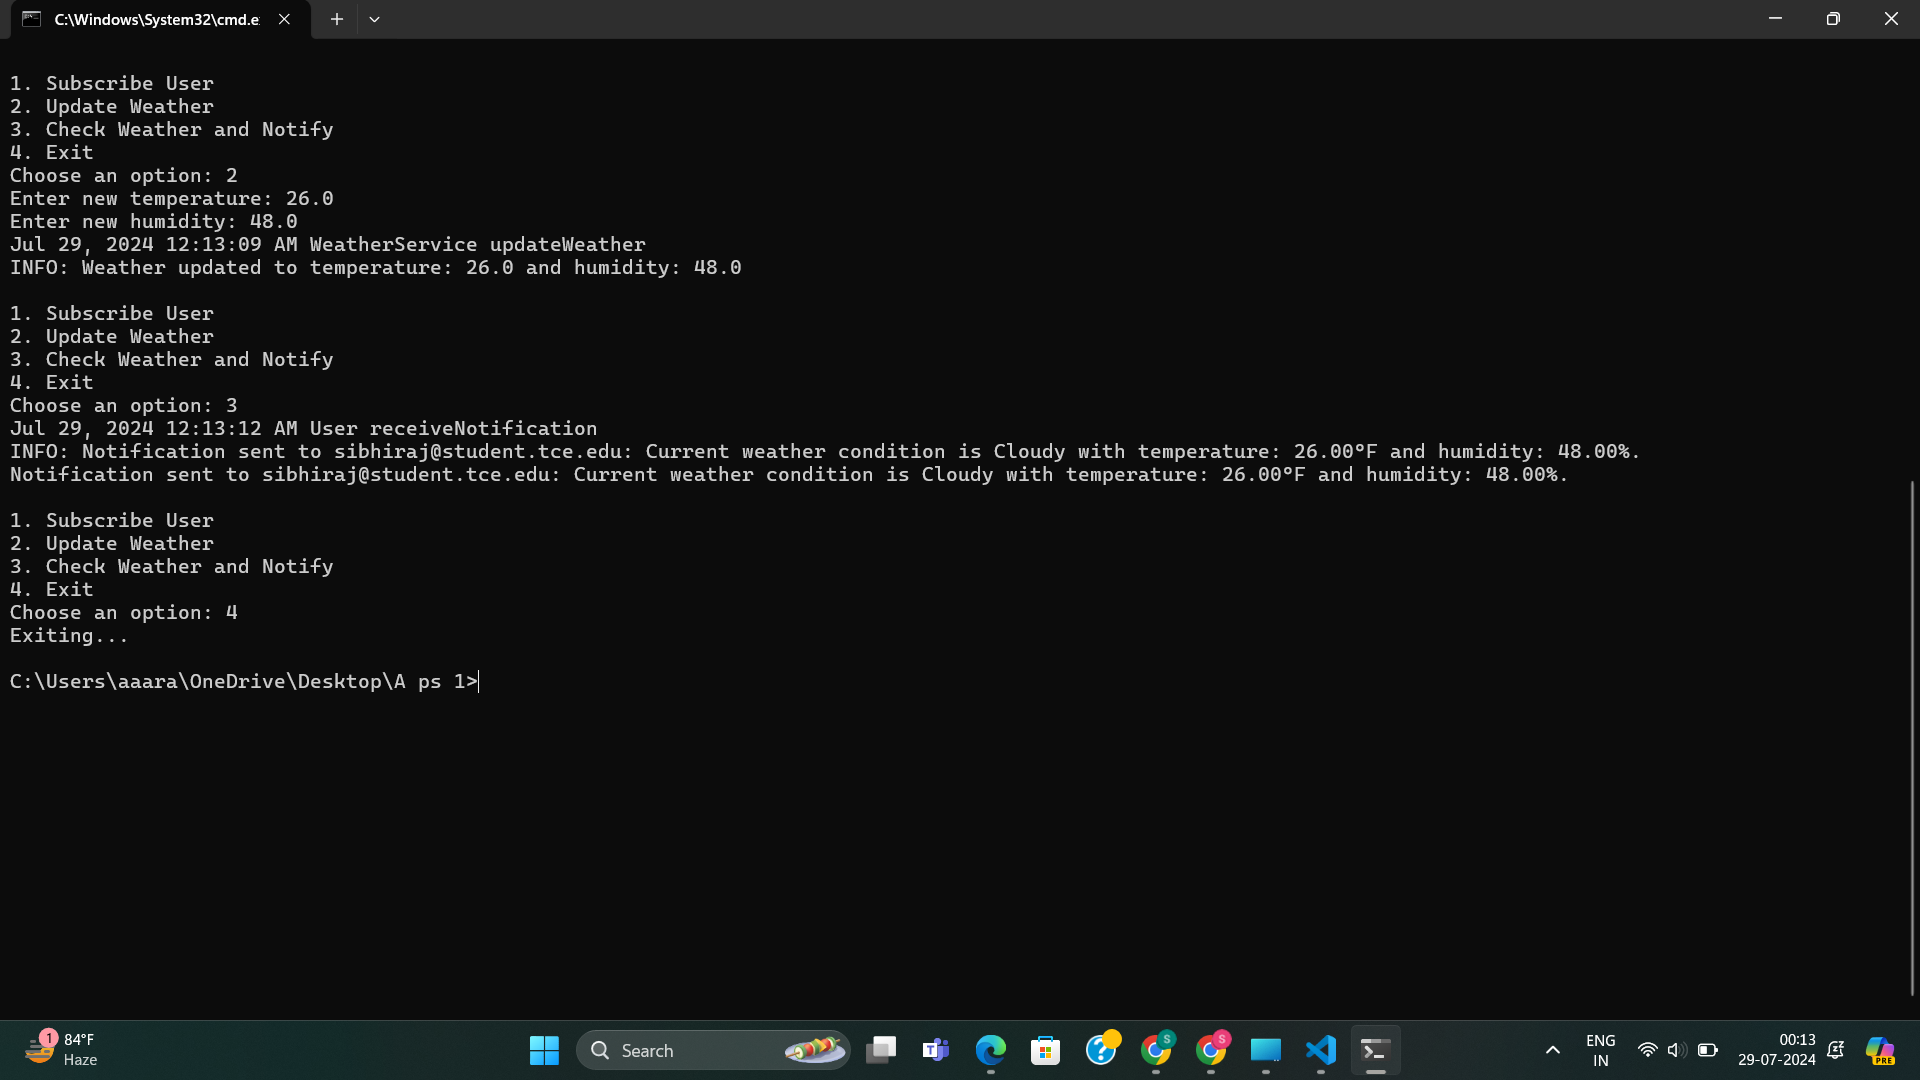 C:\Windows\System32\cmd.e
1. Subscribe User
2. Update Weather
3. Check Weather and Notify
4. Exit
Choose an option: 2
Enter new temperature: 26.0
Enter new humidity: 48.0
Jul 29, 2024 12:13:09 AM WeatherService updateWeather
INFO: Weather updated to temperature: 26.0 and humidity: 48.0
1. Subscribe User
2. Update Weather
3. Check Weather and Notify
4. Exit
Choose an option: 3
Jul 29, 2024 12:13:12 AM User receiveNotification
INFO: Notification sent to sibhiraj@student.tce.edu: Current weather condition is Cloudy with temperature: 26.00°F and humidity: 48.00%.
Notification sent to sibhiraj@student.tce.edu: Current weather condition is Cloudy with temperature: 26.00°F and humidity: 48.00%.
1. Subscribe User
2. Update Weather
3. Check Weather and Notify
4. Exit
Choose an option: 4
Exiting...
C:\Users\aaara\OneDrive\Desktop\A ps 1>
1
84°F
Haze
Search
T
S
S
ENG
IN
00:13
29-07-2024
PRE